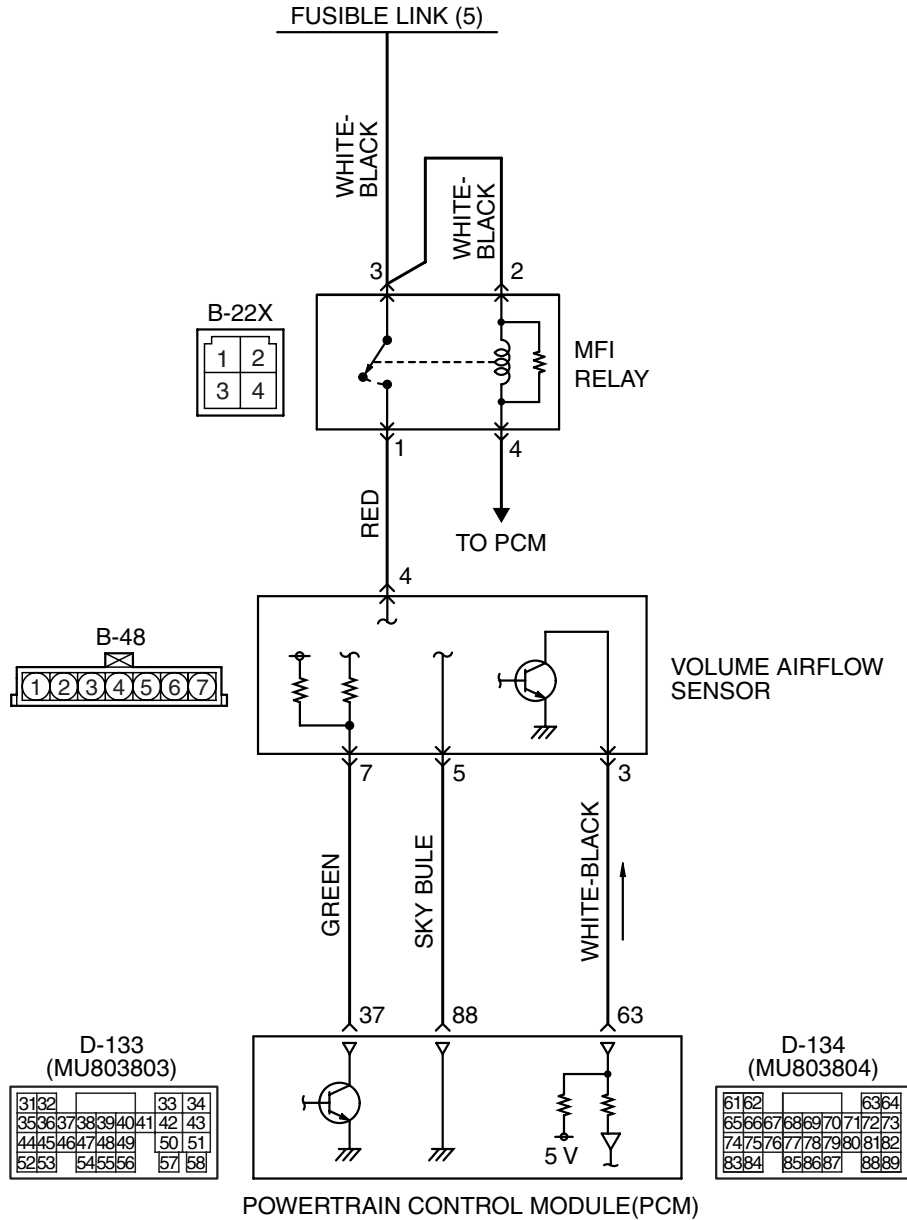 FUSIBLE LINK (5)
WHITE-
BLACK
WHITE-
BLACK
3
2
B-22X
1 2
3 4
MFI
RELAY
1
4
RED
TO PCM
4
B-48
1 2 3 4 5 6 7
VOLUME AIRFLOW
SENSOR
7
5
3
GREEN
SKY BULE
WHITE-BLACK
37
88
63
D-133
(MU803803)
31 32 33 34
35 36 37 38 39 40 41 42 43
44 45 46 47 48 49 50 51
52 53 54 55 56 57 58
5 V
D-134
(MU803804)
61 62 63 64
65 66 67 68 69 70 71 72 73
74 75 76 77 78 79 80 81 82
83 84 85 86 87 88 89
POWERTRAIN CONTROL MODULE(PCM)